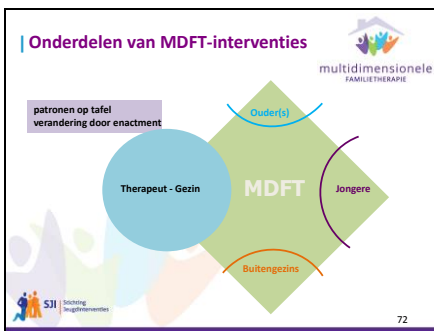 | Onderdelen van MDFT-interventies
multidimensionele
FAMILIETHERAPIE
patronen op tafel
verandering door enactment
Ouder(s)
Therapeut - Gezin
MDFT
Jongere
Buitengezins
SJI
Stichting
Jeugdinterventies
72